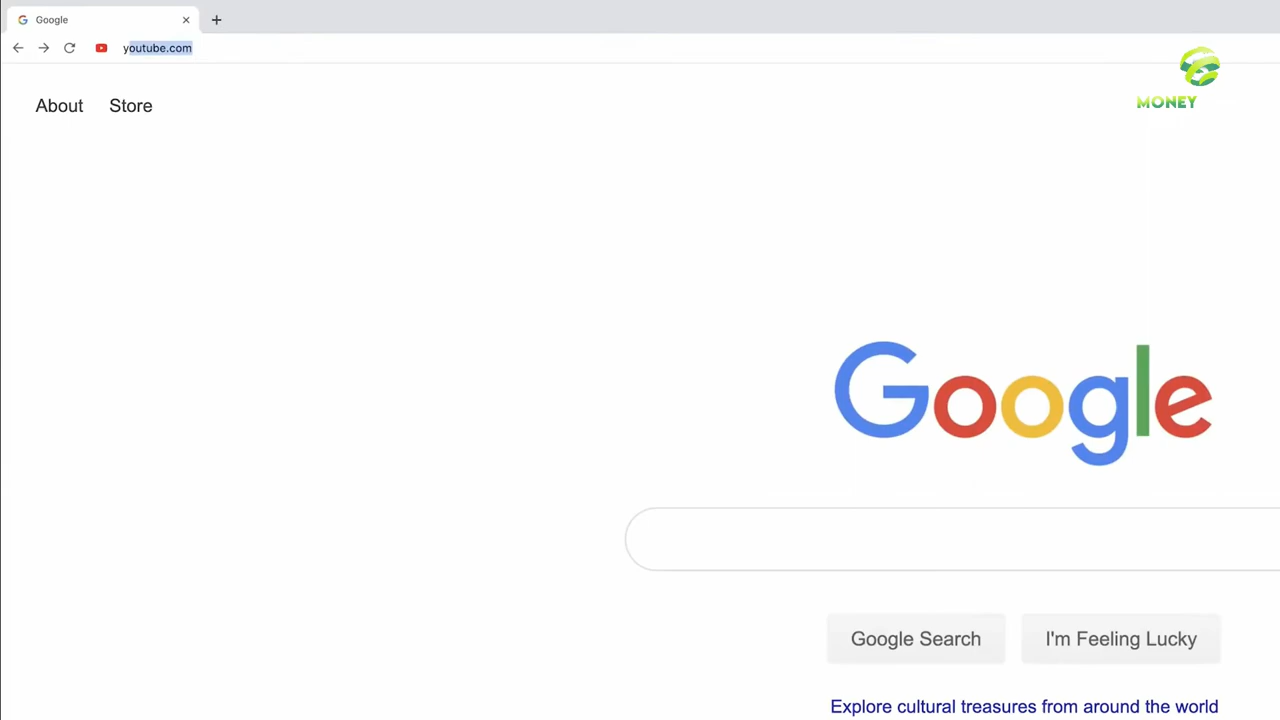 Google
youtube.com
MONEY
About Store
Google
Google Search I'm Feeling Lucky
Explore cultural treasures from around the world